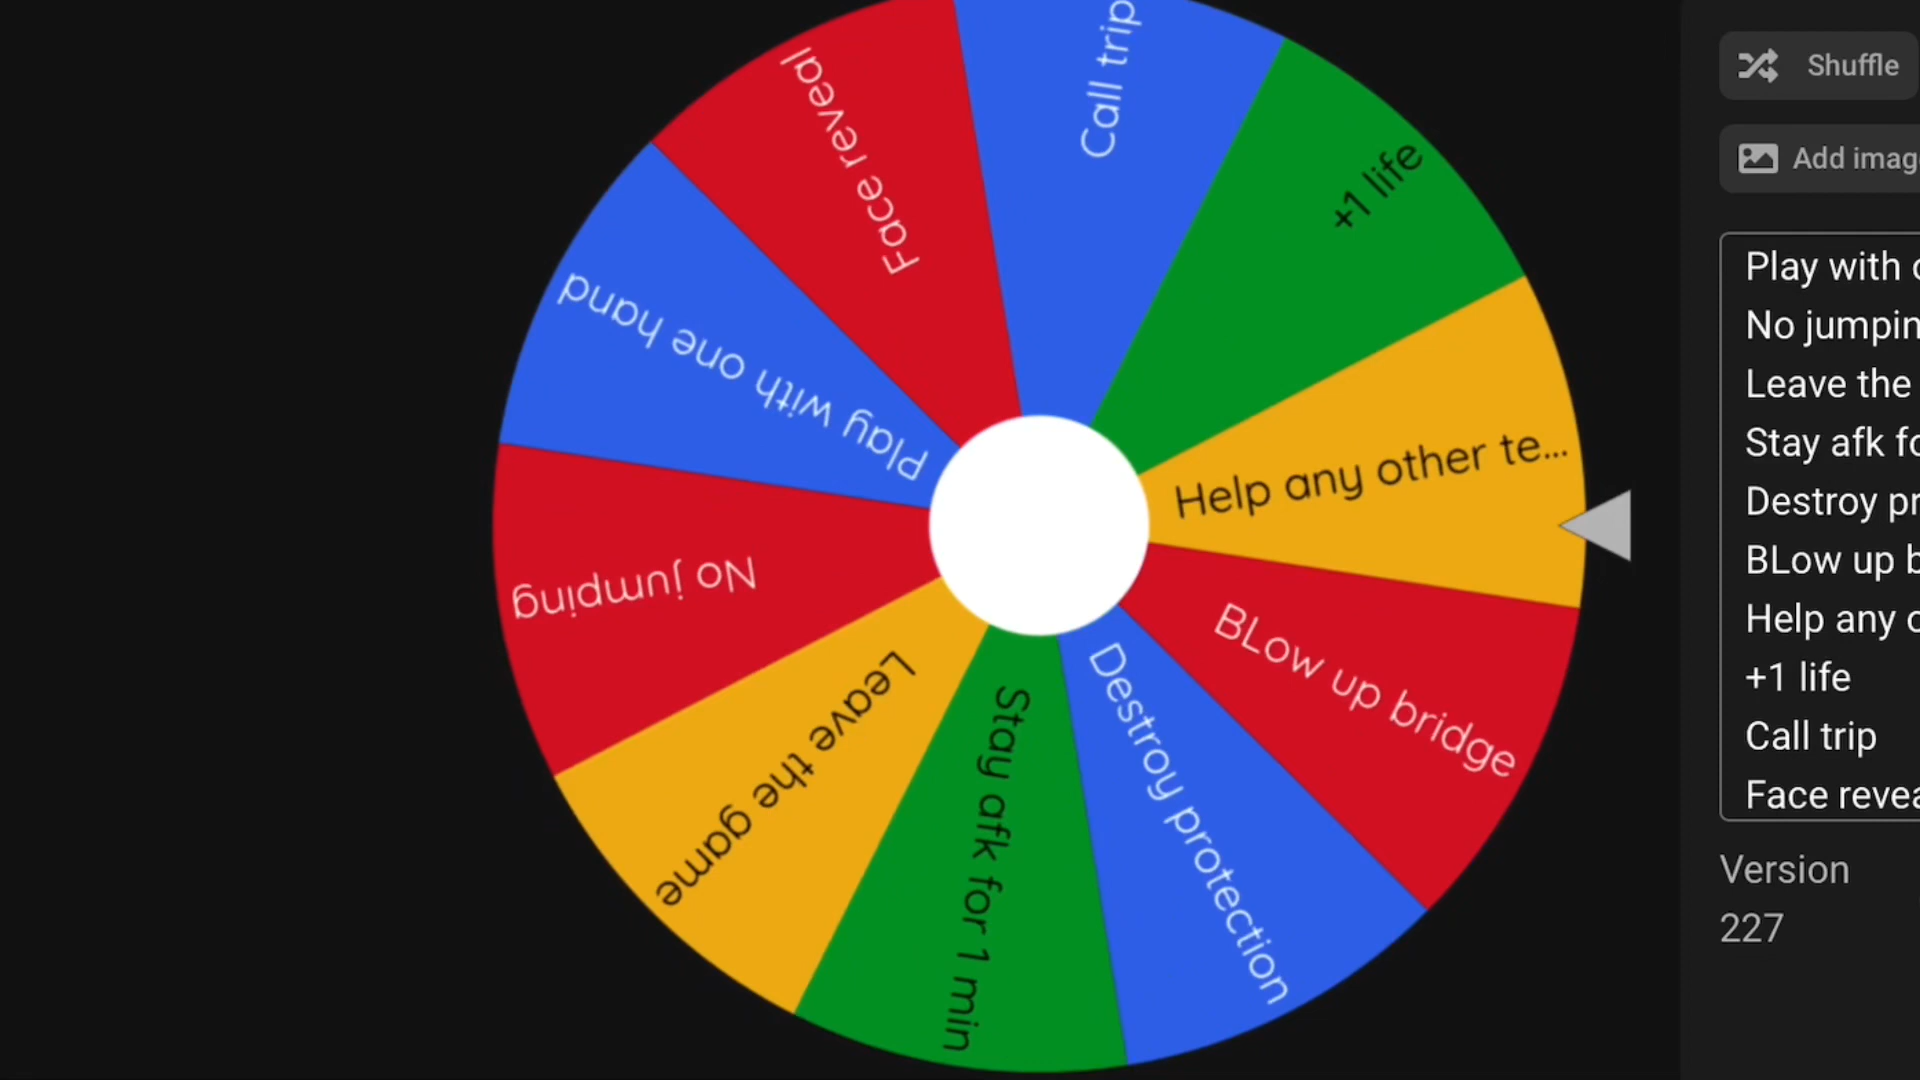 Call trip
+1 life
Help any other te...
BLow up bridge
Destroy protection
Stay afk for 1 min
Leave the game
No jumping
Play with one hand
Face reveal
Shuffle
Add imag
Play with
No jumpin
Leave the
Stay afk fo
Destroy pr
BLow up b
Help any
+1 life
Call trip
Face revea
Version
227